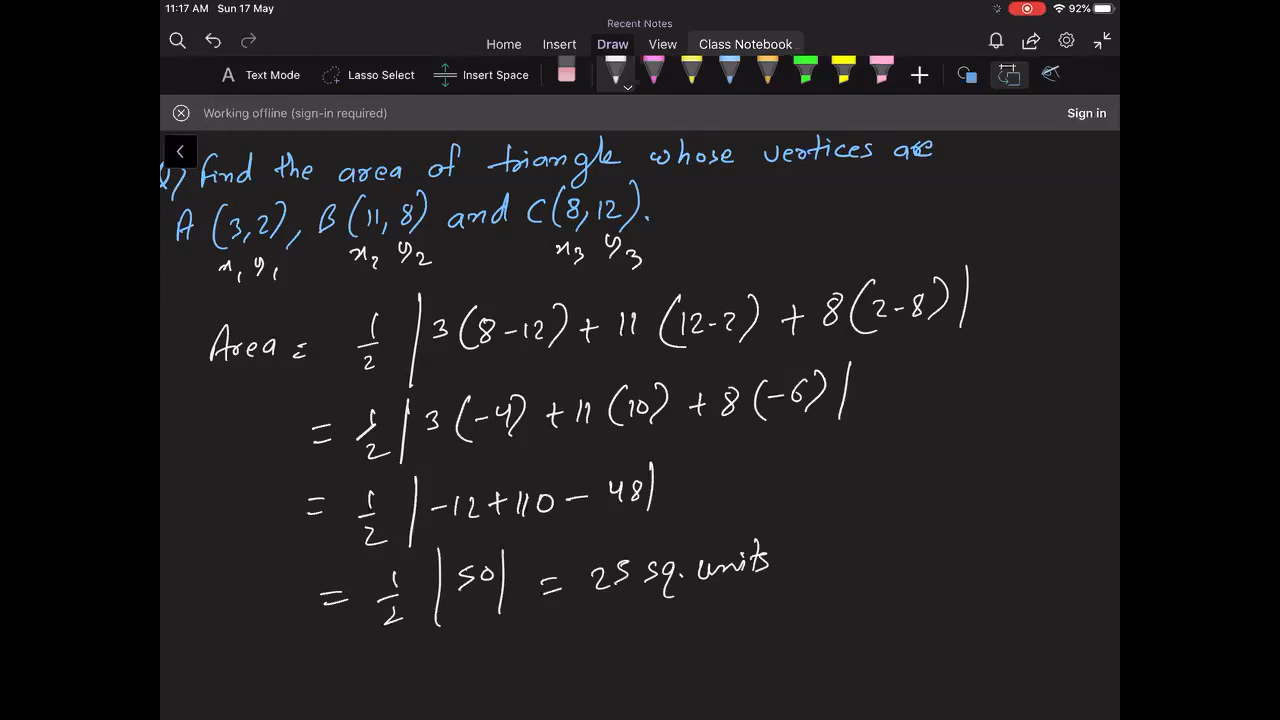 11:17 AM Sun 17 May 92%
Recent Notes
Home Insert Draw View Class Notebook
Text Mode Lasso Select Insert Space
Working offline (sign-in required) Sign in
Q) Find the area of triangle whose vertices are
A (3,2), B (11,8) and C (8,12).
x₁ y₁ x₂ y₂ x₃ y₃
Area = 1/2 |3(8-12) + 11(12-2) + 8(2-8)|
= 1/2 |3(-4) + 11(10) + 8(-6)|
= 1/2 |-12+110-48|
= 1/2 |50| = 25 sq. units